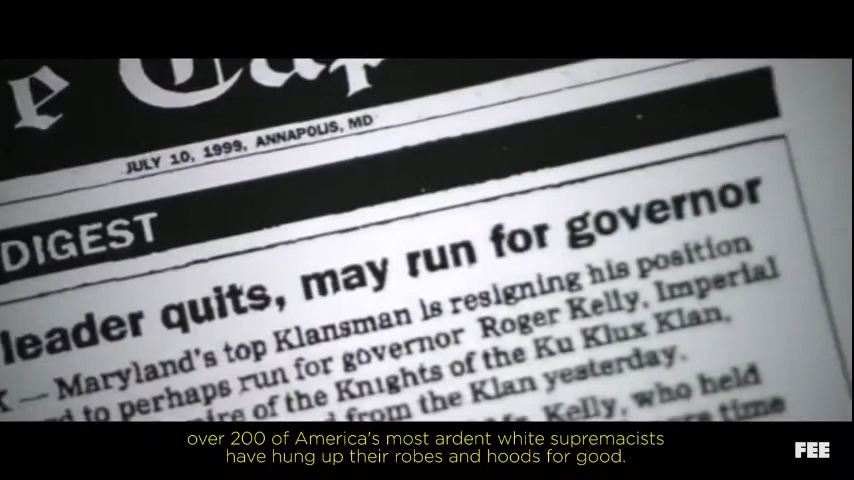 e Cap
JULY 10, 1999, ANNAPOLIS, MD
DIGEST
leader quits, may run for governor
— Maryland's top Klansman is resigning his position
to perhaps run for governor Roger Kelly, Imperial
of the Knights of the Ku Klux Klan,
from the Klan yesterday.
Kelly, who held
time
over 200 of America's most ardent white supremacists
have hung up their robes and hoods for good.
FEE